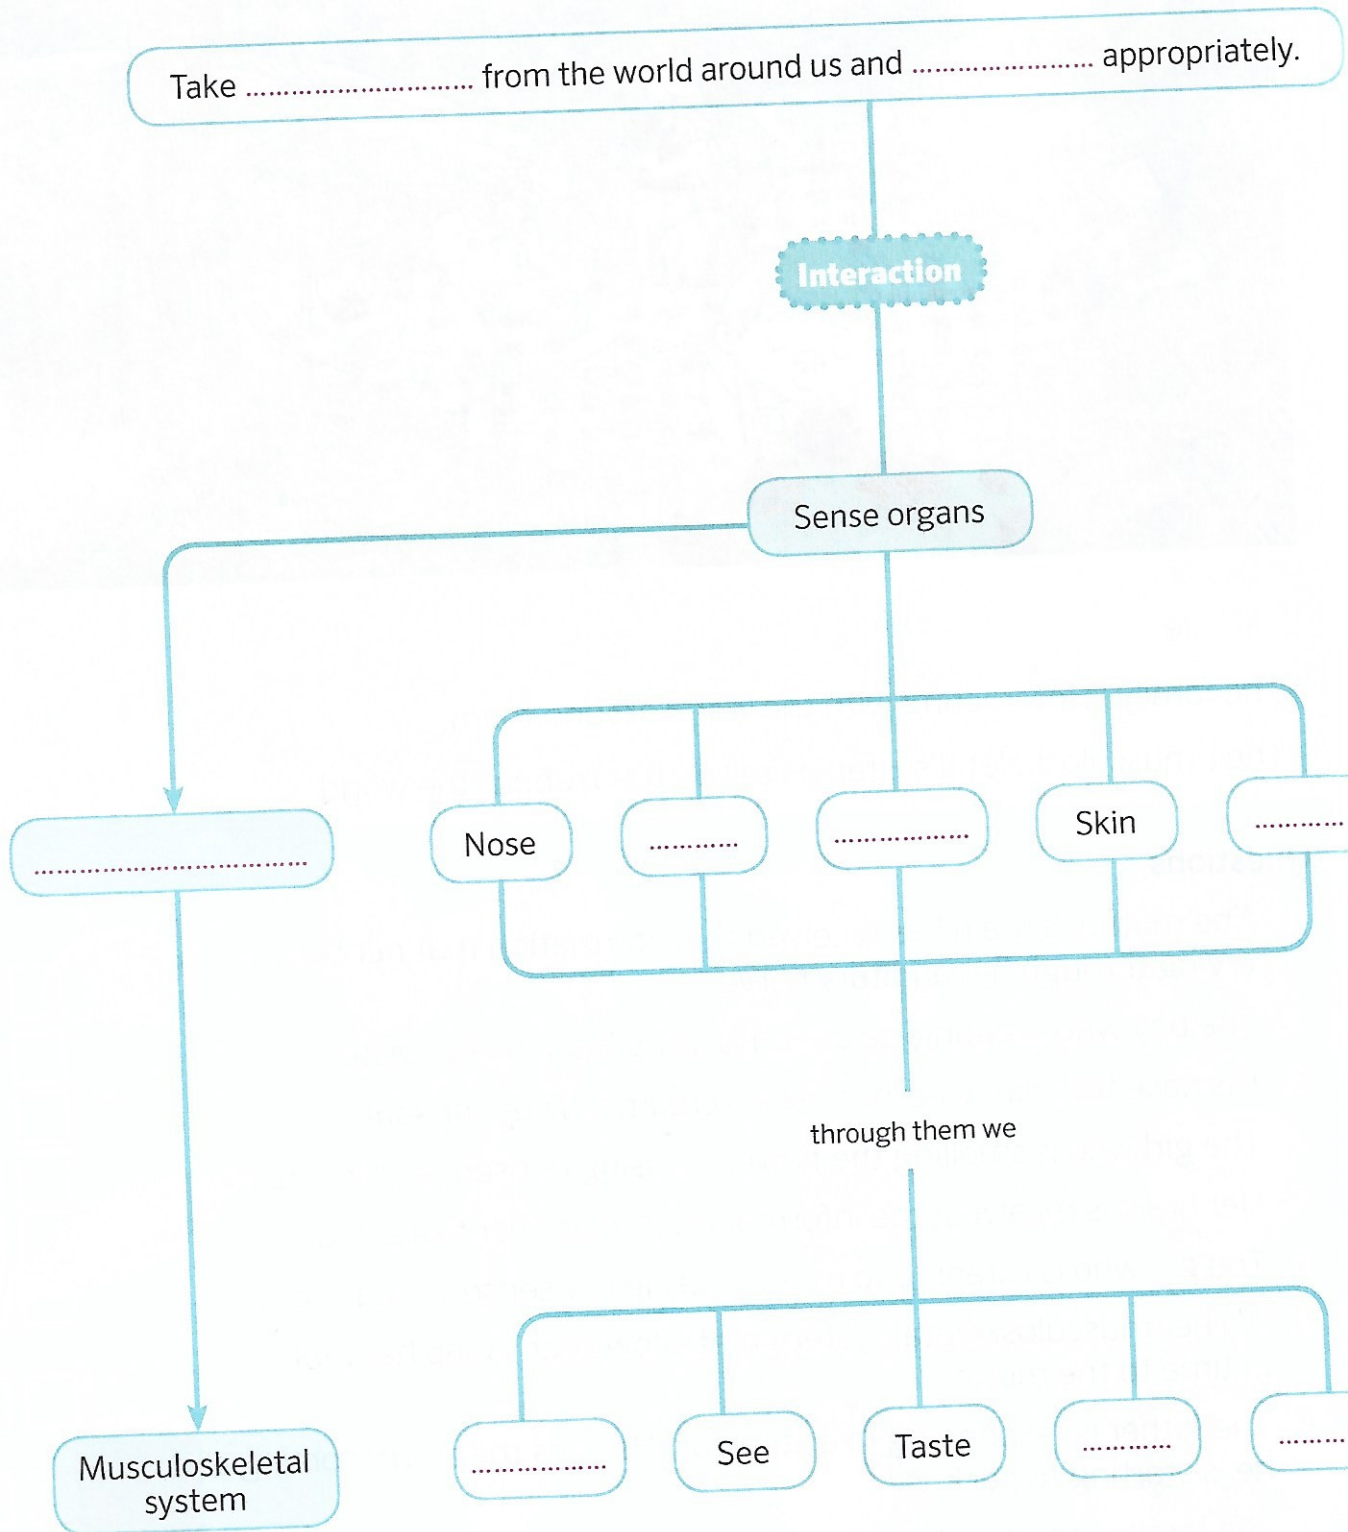 Take ............................ from the world around us and ...................... appropriately.
Interaction
Sense organs
..................................
Nose
...........
.................
Skin
...........
through them we
.................
See
Taste
...........
.........
Musculoskeletal
system